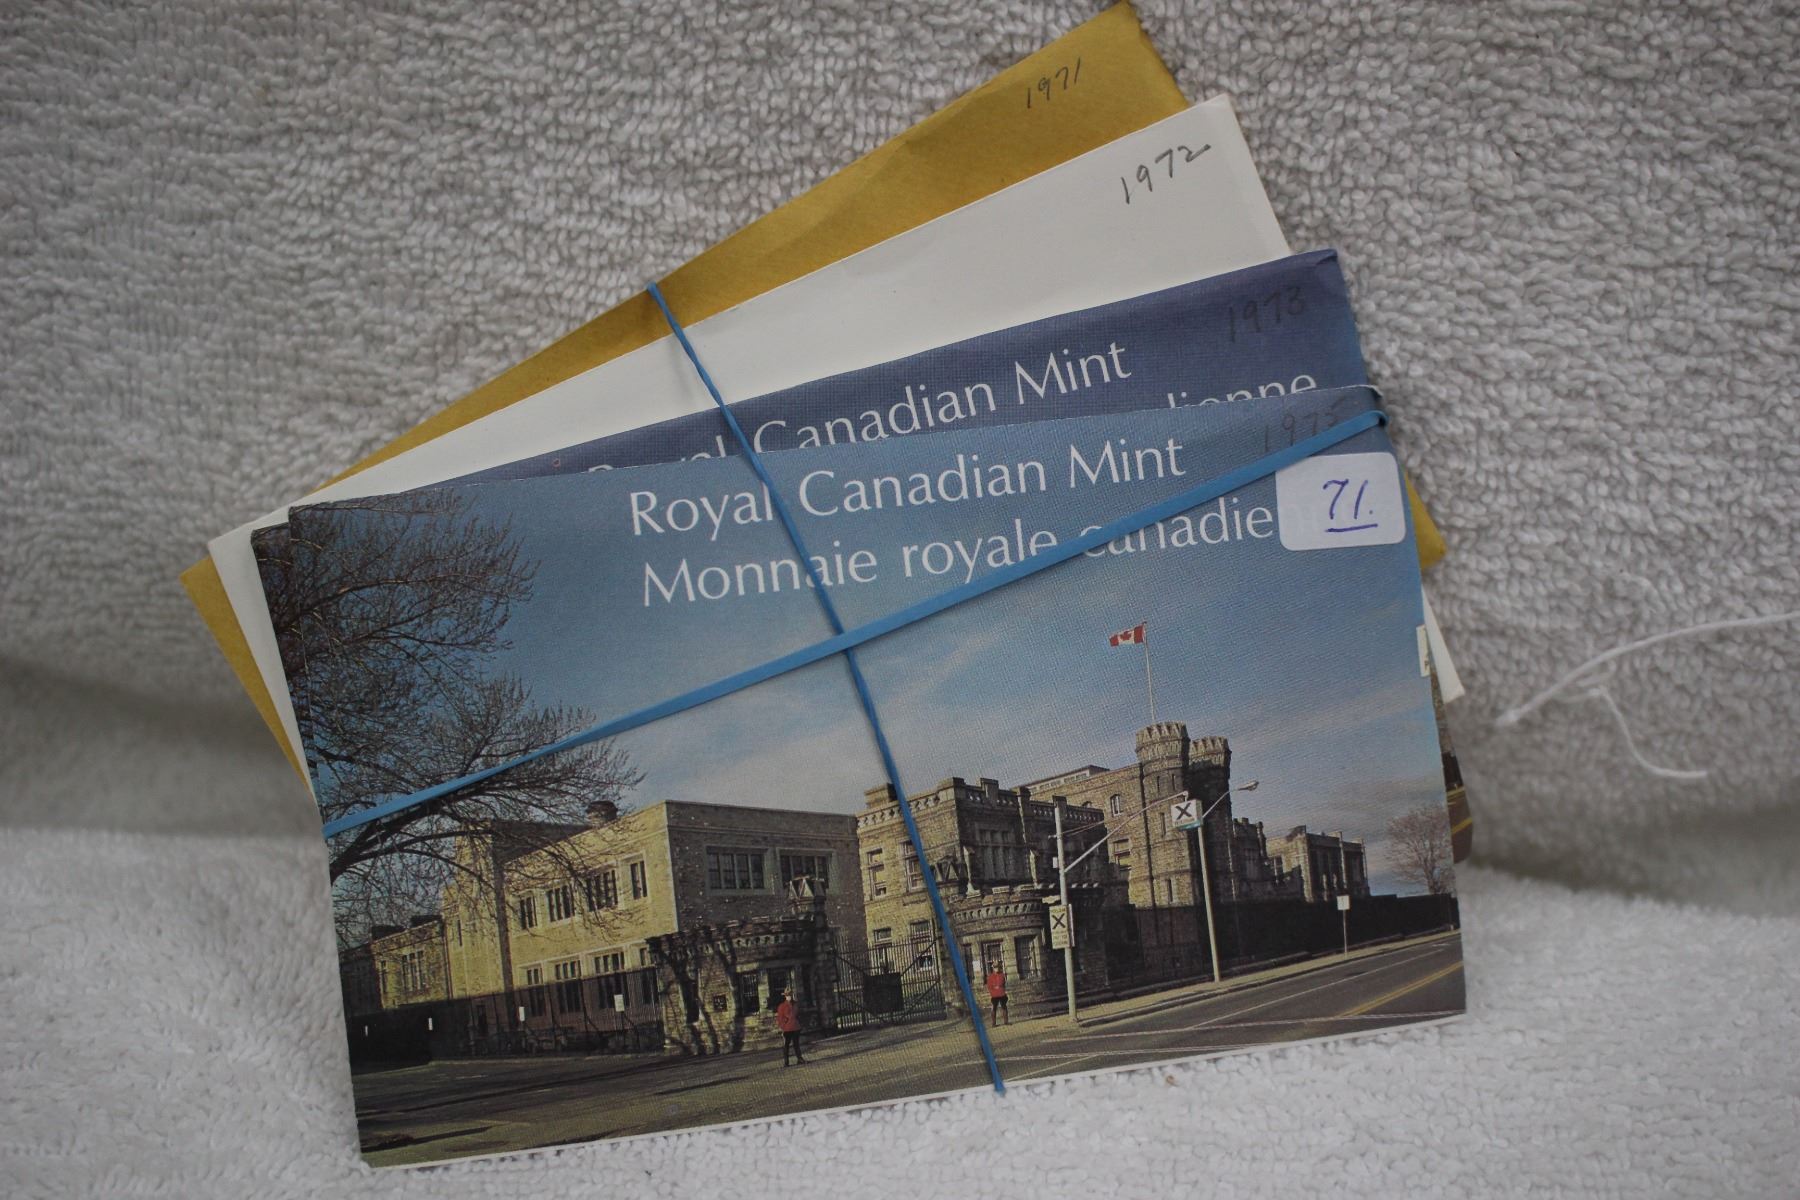 1971
1972
1973
Royal Canadian Mint
1975
Royal Canadian Mint
Monnaie royale canadie
71.